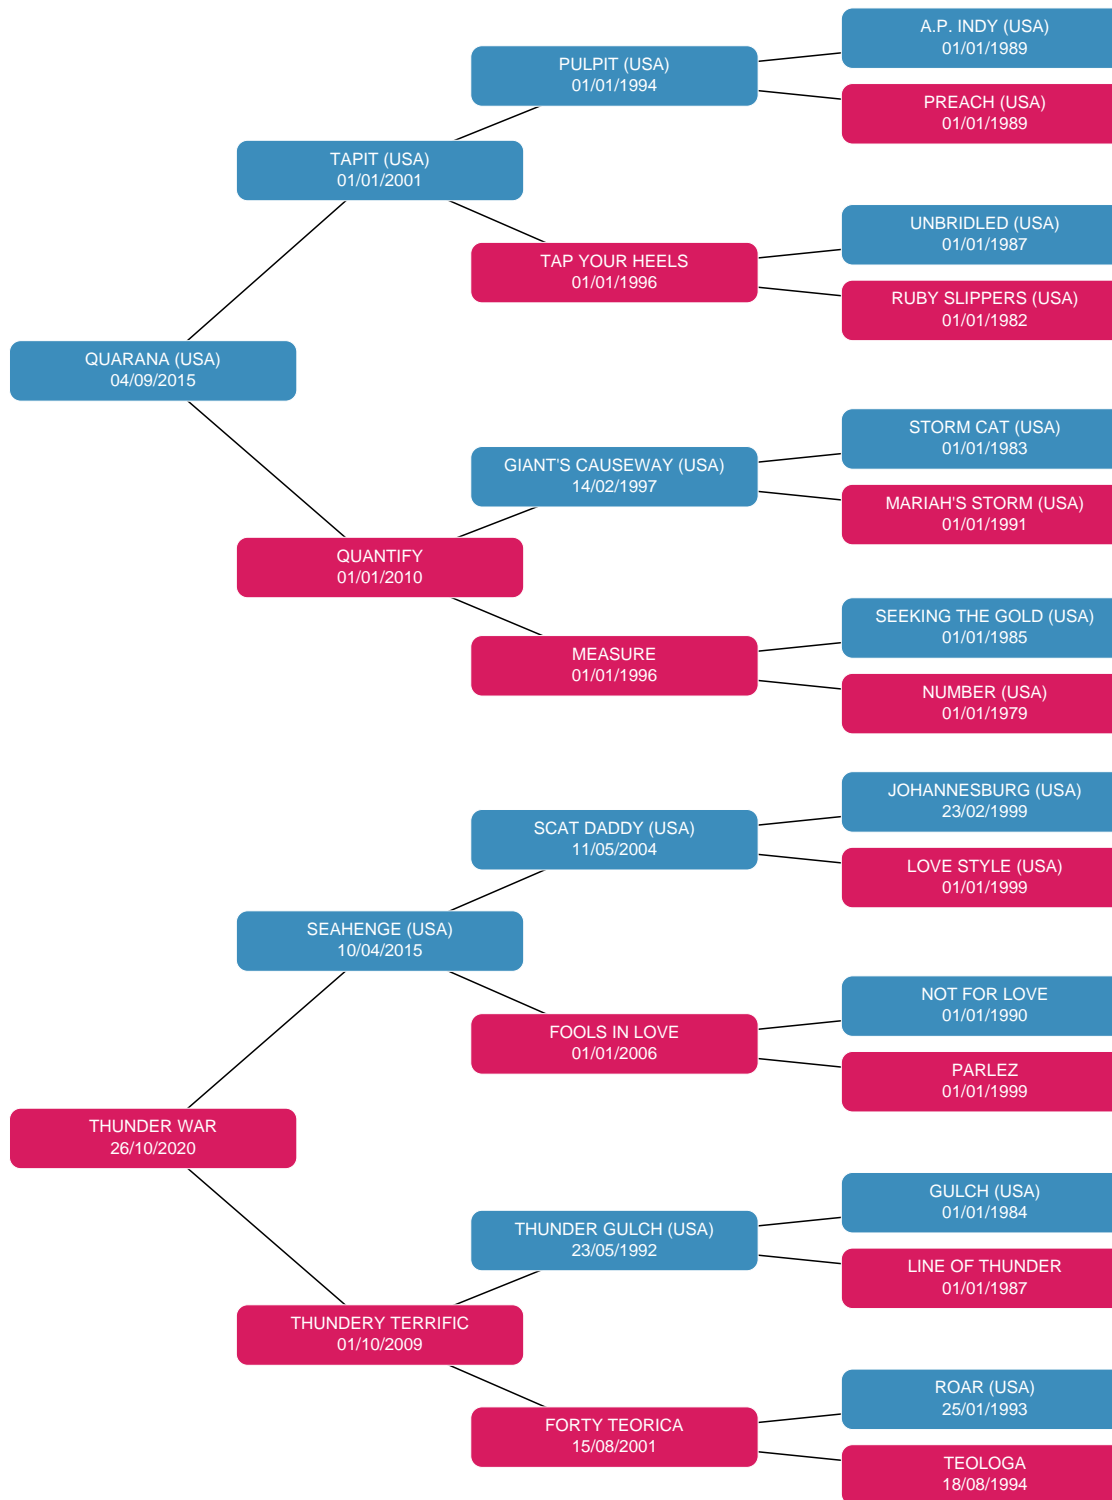 A.P. INDY (USA)
01/01/1989
PULPIT (USA)
01/01/1994
PREACH (USA)
01/01/1989
TAPIT (USA)
01/01/2001
UNBRIDLED (USA)
01/01/1987
TAP YOUR HEELS
01/01/1996
RUBY SLIPPERS (USA)
01/01/1982
QUARANA (USA)
04/09/2015
STORM CAT (USA)
01/01/1983
GIANT'S CAUSEWAY (USA)
14/02/1997
MARIAH'S STORM (USA)
01/01/1991
QUANTIFY
01/01/2010
SEEKING THE GOLD (USA)
01/01/1985
MEASURE
01/01/1996
NUMBER (USA)
01/01/1979
JOHANNESBURG (USA)
23/02/1999
SCAT DADDY (USA)
11/05/2004
LOVE STYLE (USA)
01/01/1999
SEAHENGE (USA)
10/04/2015
NOT FOR LOVE
01/01/1990
FOOLS IN LOVE
01/01/2006
PARLEZ
01/01/1999
THUNDER WAR
26/10/2020
GULCH (USA)
01/01/1984
THUNDER GULCH (USA)
23/05/1992
LINE OF THUNDER
01/01/1987
THUNDERY TERRIFIC
01/10/2009
ROAR (USA)
25/01/1993
FORTY TEORICA
15/08/2001
TEOLOGA
18/08/1994